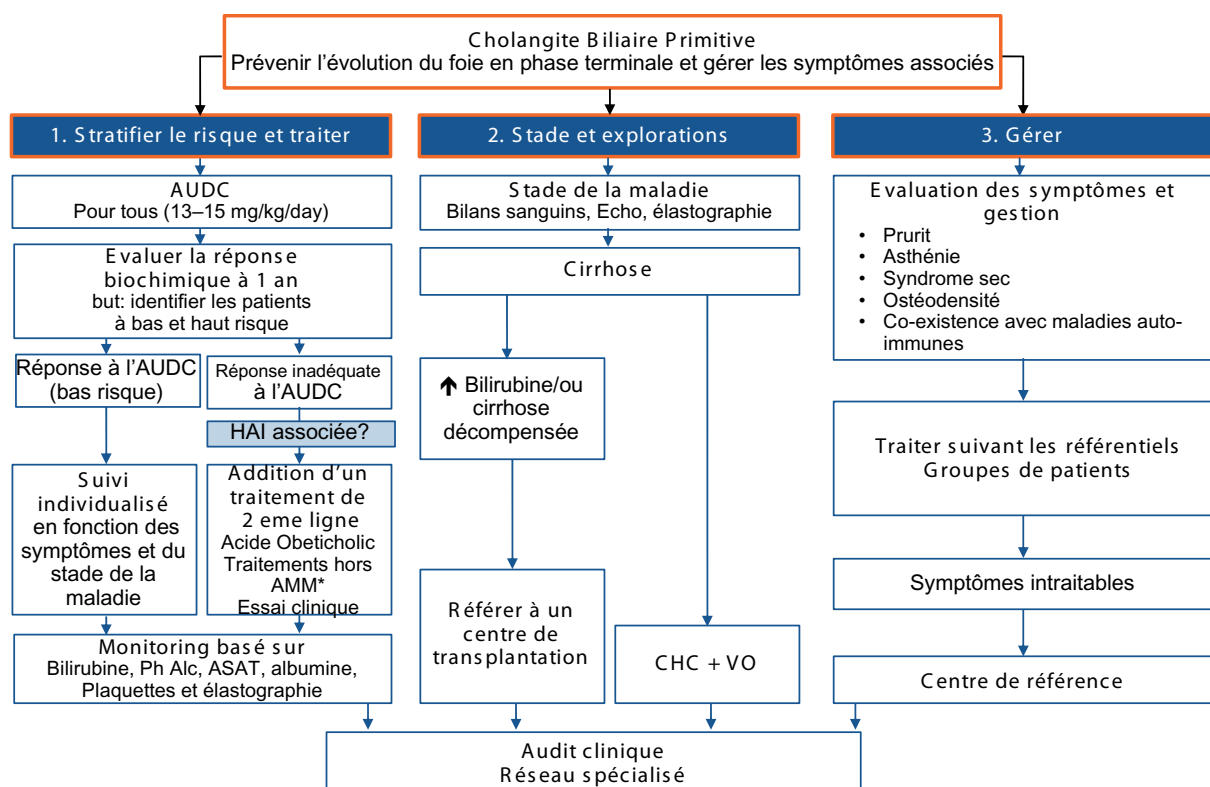 Cholangite Biliaire Primitive
Prévenir l'évolution du foie en phase terminale et gérer les symptômes associés
1. Stratifier le risque et traiter
AUDC
Pour tous (13–15 mg/kg/day)
Evaluer la réponse
biochimique à 1 an
but: identifier les patients
à bas et haut risque
Réponse à l'AUDC
(bas risque)
Réponse inadéquate
à l'AUDC
HAI associée?
Suivi
individualisé
en fonction des
symptômes et du
stade de la
maladie
Addition d'un
traitement de
2 eme ligne
Acide Obeticholic
Traitements hors
AMM*
Essai clinique
Monitoring basé sur
Bilirubine, Ph Alc, ASAT, albumine,
Plaquettes et élastographie
2. Stade et explorations
Stade de la maladie
Bilans sanguins, Echo, élastographie
Cirrhose
↑ Bilirubine/ou
cirrhose
décompensée
Référer à un
centre de
transplantation
CHC + VO
3. Gérer
Evaluation des symptômes et
gestion
• Prurit
• Asthénie
• Syndrome sec
• Ostéodensité
• Co-existence avec maladies auto-
immunes
Traiter suivant les référentiels
Groupes de patients
Symptômes intraitables
Centre de référence
Audit clinique
Réseau spécialisé